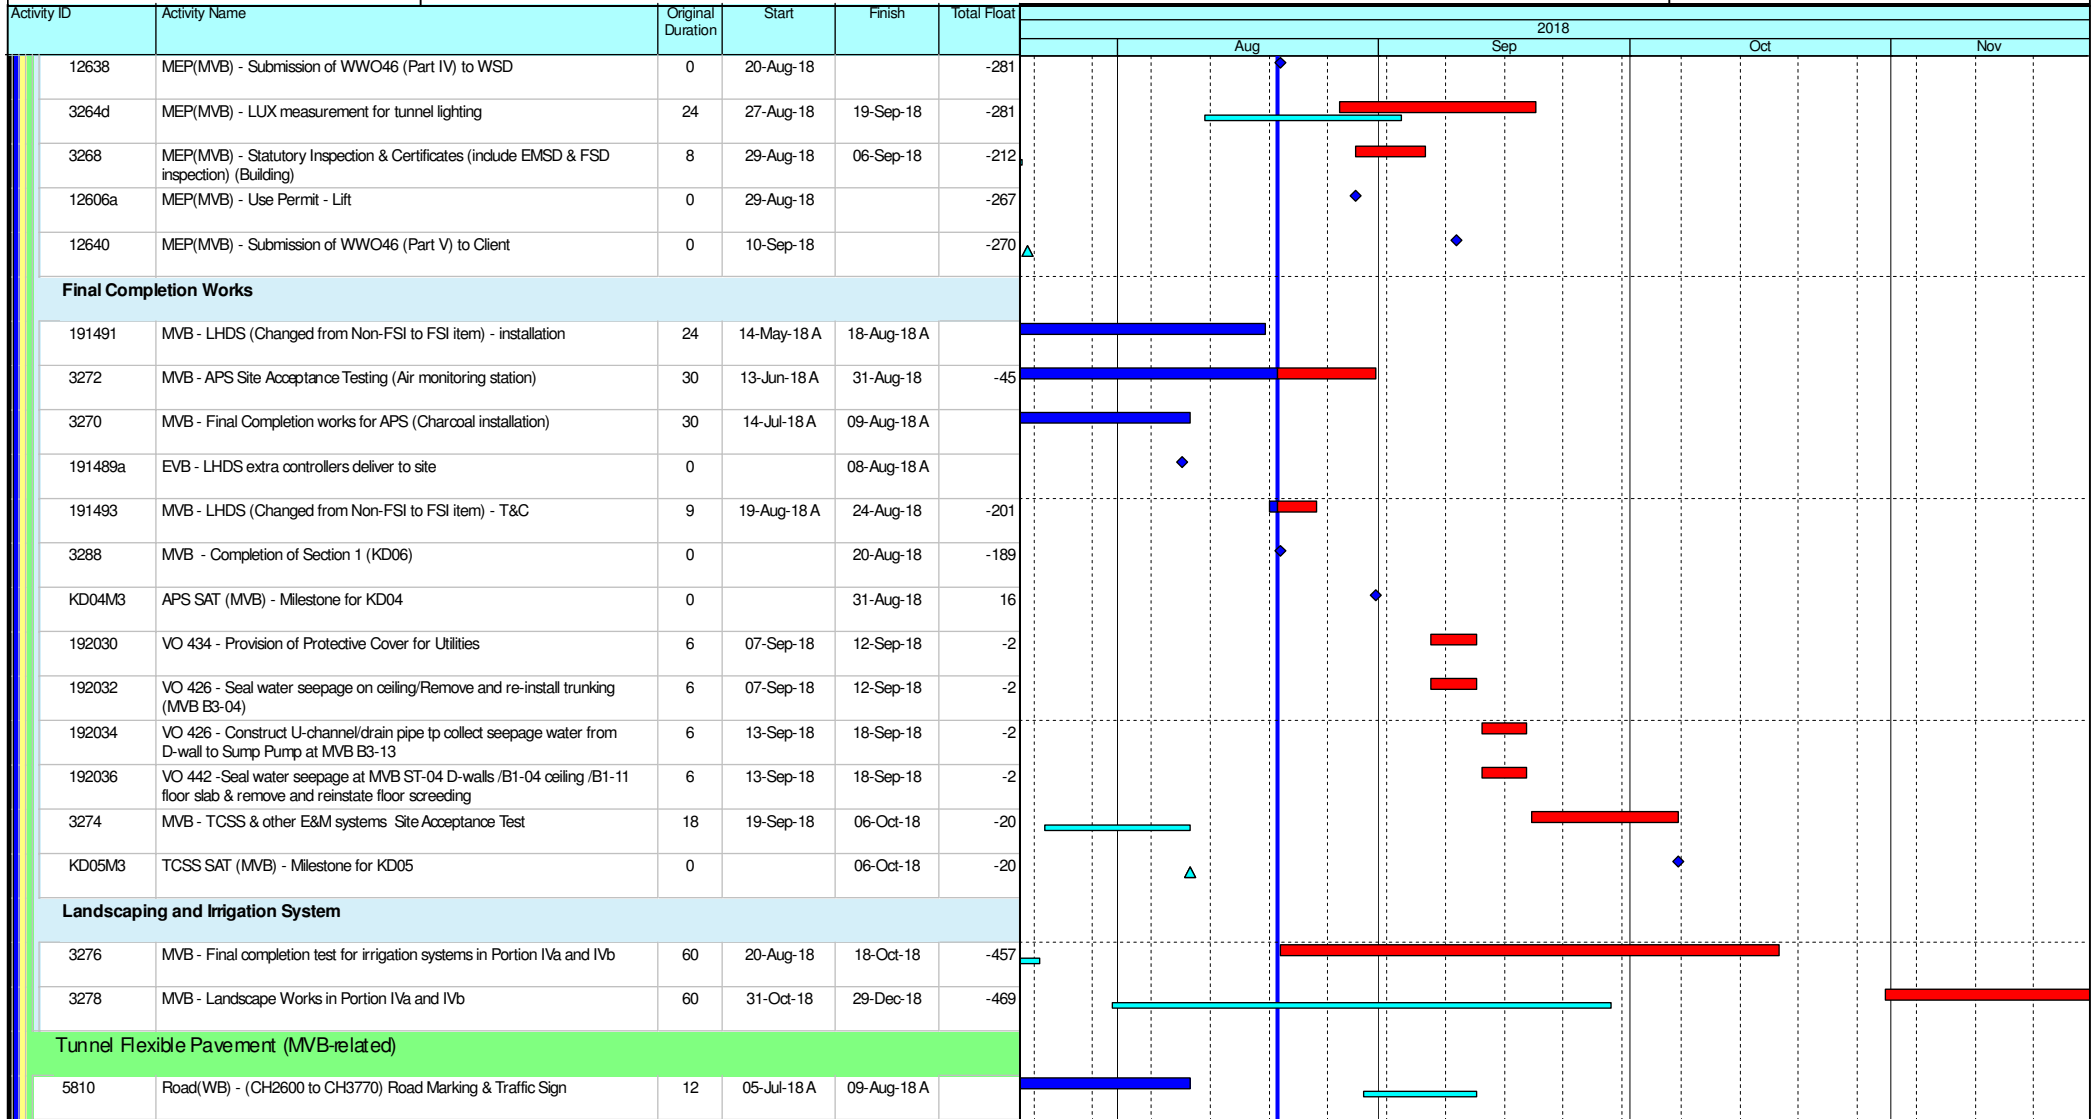 Activity ID Activity Name Original Duration Start Finish Total Float
2018
Aug Sep Oct Nov
12638 MEP(MVB) - Submission of WWO46 (Part IV) to WSD 0 20-Aug-18 -281
3264d MEP(MVB) - LUX measurement for tunnel lighting 24 27-Aug-18 19-Sep-18 -281
3268 MEP(MVB) - Statutory Inspection & Certificates (include EMSD & FSD 8 29-Aug-18 06-Sep-18 -212
inspection) (Building)
12606a MEP(MVB) - Use Permit - Lift 0 29-Aug-18 -267
12640 MEP(MVB) - Submission of WWO46 (Part V) to Client 0 10-Sep-18 -270
Final Completion Works
191491 MVB - LHDS (Changed from Non-FSI to FSI item) - installation 24 14-May-18 A 18-Aug-18 A
3272 MVB - APS Site Acceptance Testing (Air monitoring station) 30 13-Jun-18 A 31-Aug-18 -45
3270 MVB - Final Completion works for APS (Charcoal installation) 30 14-Jul-18 A 09-Aug-18 A
191489a EVB - LHDS extra controllers deliver to site 0 08-Aug-18 A
191493 MVB - LHDS (Changed from Non-FSI to FSI item) - T&C 9 19-Aug-18 A 24-Aug-18 -201
3288 MVB - Completion of Section 1 (KD06) 0 20-Aug-18 -189
KD04M3 APS SAT (MVB) - Milestone for KD04 0 31-Aug-18 16
192030 VO 434 - Provision of Protective Cover for Utilities 6 07-Sep-18 12-Sep-18 -2
192032 VO 426 - Seal water seepage on ceiling/Remove and re-install trunking 6 07-Sep-18 12-Sep-18 -2
(MVB B3-04)
192034 VO 426 - Construct U-channel/drain pipe tp collect seepage water from 6 13-Sep-18 18-Sep-18 -2
D-wall to Sump Pump at MVB B3-13
192036 VO 442 -Seal water seepage at MVB ST-04 D-walls /B1-04 ceiling /B1-11 6 13-Sep-18 18-Sep-18 -2
floor slab & remove and reinstate floor screeding
3274 MVB - TCSS & other E&M systems Site Acceptance Test 18 19-Sep-18 06-Oct-18 -20
KD05M3 TCSS SAT (MVB) - Milestone for KD05 0 06-Oct-18 -20
Landscaping and Irrigation System
3276 MVB - Final completion test for irrigation systems in Portion IVa and IVb 60 20-Aug-18 18-Oct-18 -457
3278 MVB - Landscape Works in Portion IVa and IVb 60 31-Oct-18 29-Dec-18 -469
Tunnel Flexible Pavement (MVB-related)
5810 Road(WB) - (CH2600 to CH3770) Road Marking & Traffic Sign 12 05-Jul-18 A 09-Aug-18 A